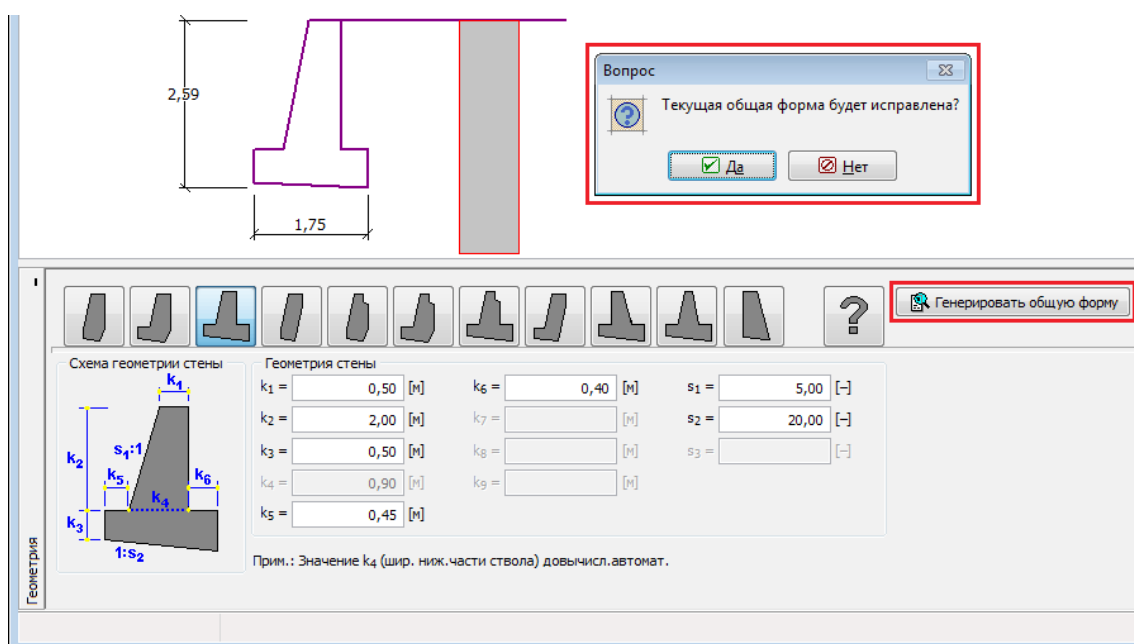 2,59
1,75
Вопрос
Текущая общая форма будет исправлена?
Да
Нет
?
Генерировать общую форму
Схема геометрии стены
k1
k2
s1:1
k5
k6
k4
k3
1:s2
Геометрия стены
k1 = 0,50 [м] k6 = 0,40 [м] s1 = 5,00 [–]
k2 = 2,00 [м] k7 = [м] s2 = 20,00 [–]
k3 = 0,50 [м] k8 = [м] s3 = [–]
k4 = 0,90 [м] k9 = [м]
k5 = 0,45 [м]
Прим.: Значение k4 (шир. ниж.части ствола) довычисл.автомат.
Геометрия